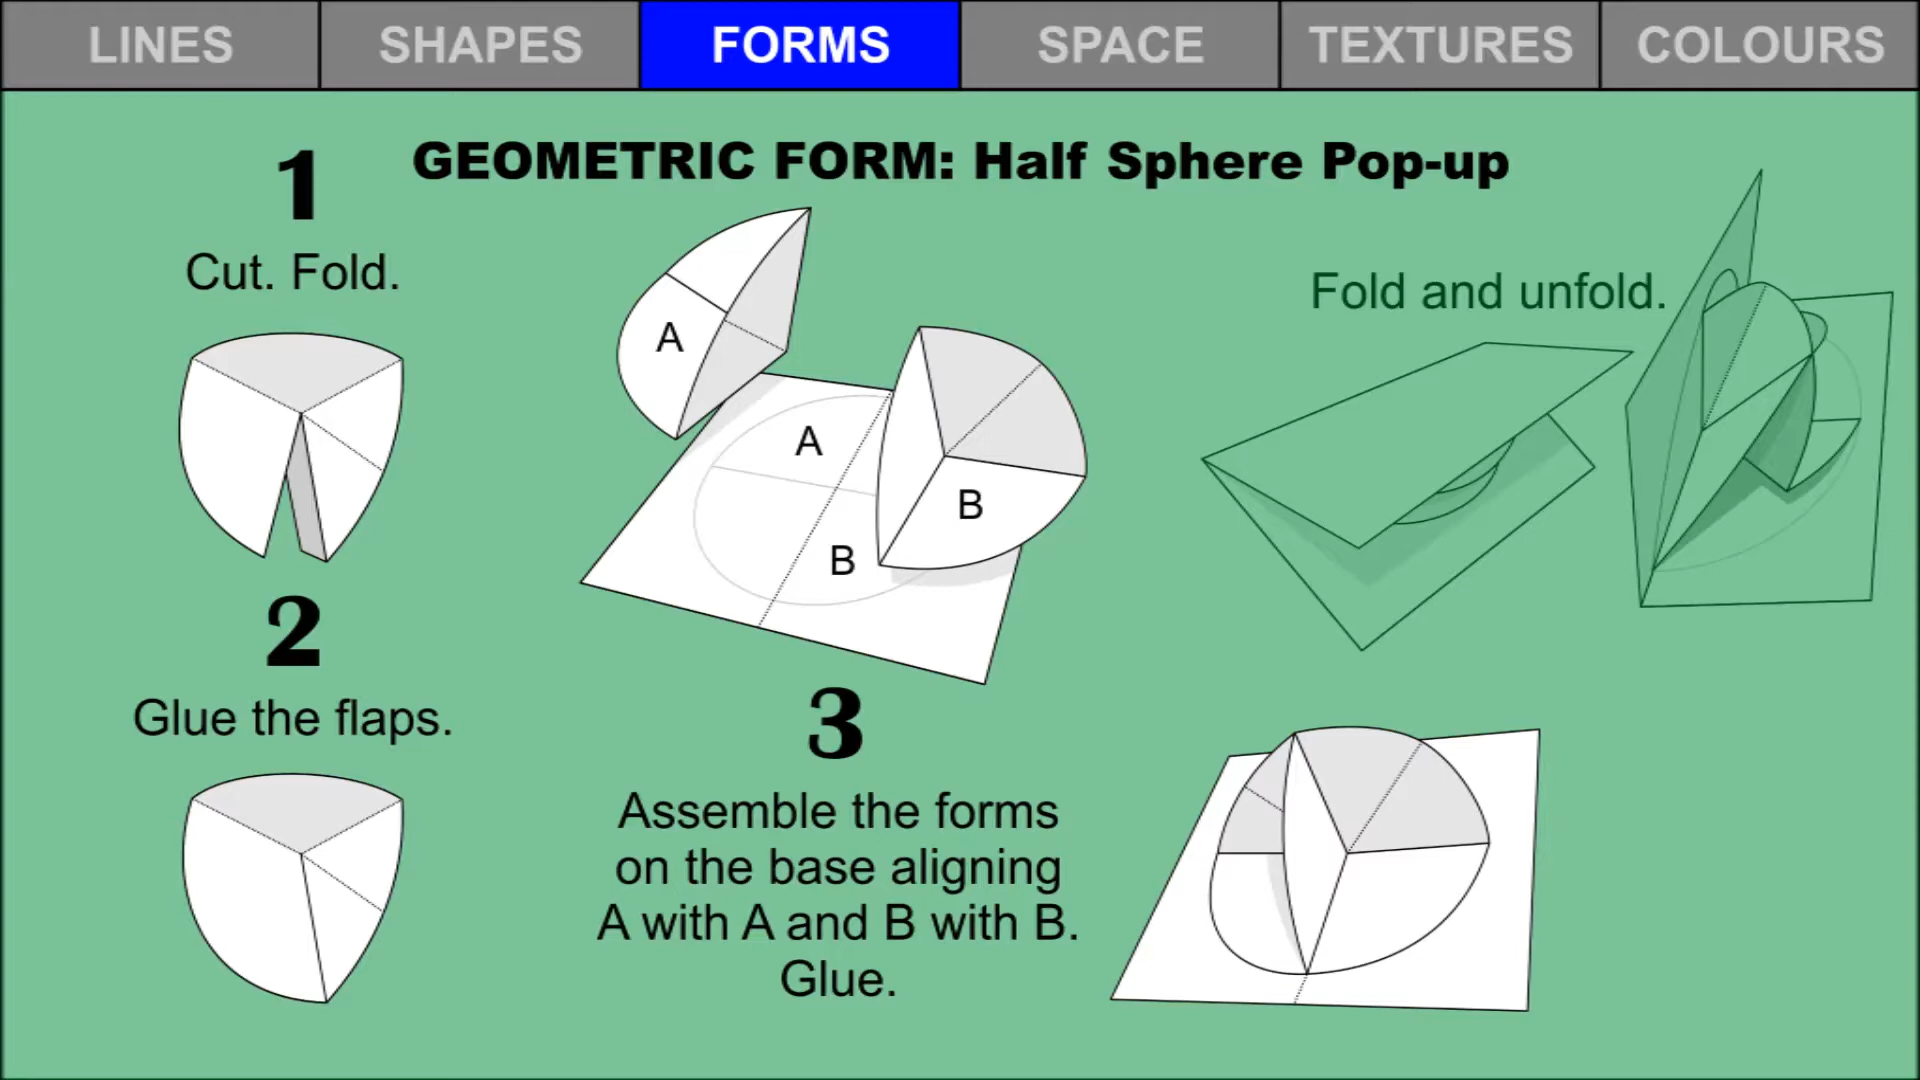 LINES
SHAPES
FORMS
SPACE
TEXTURES
COLOURS
GEOMETRIC FORM: Half Sphere Pop-up
1
Cut. Fold.
2
Glue the flaps.
A
A
B
B
3
Assemble the forms
on the base aligning
A with A and B with B.
Glue.
Fold and unfold.